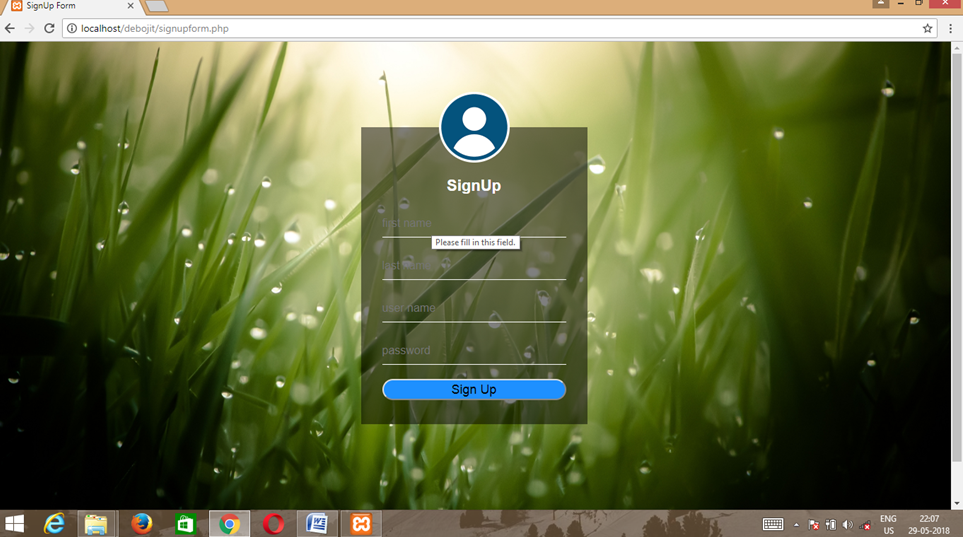 SignUp Form
localhost/debojit/signupform.php
SignUp
first name
Please fill in this field.
last name
user name
password
Sign Up
ENG
US
22:07
29-05-2018